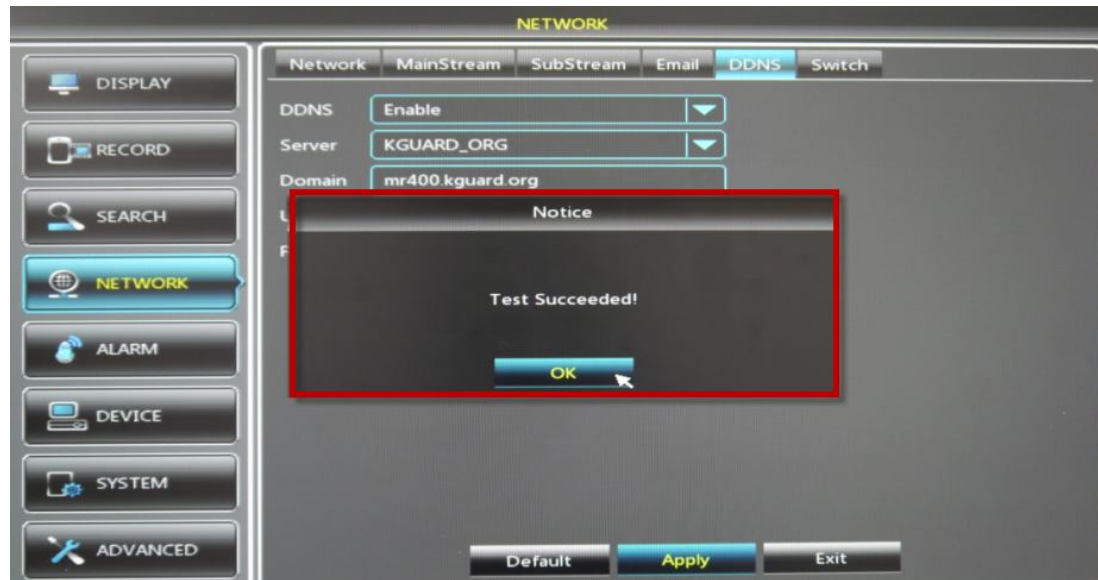 NETWORK
DISPLAY
RECORD
SEARCH
NETWORK
ALARM
DEVICE
SYSTEM
ADVANCED
Network MainStream SubStream Email DDNS Switch
DDNS Enable
Server KGUARD_ORG
Domain mr400.kguard.org
Notice
Test Succeeded!
OK
Default Apply Exit